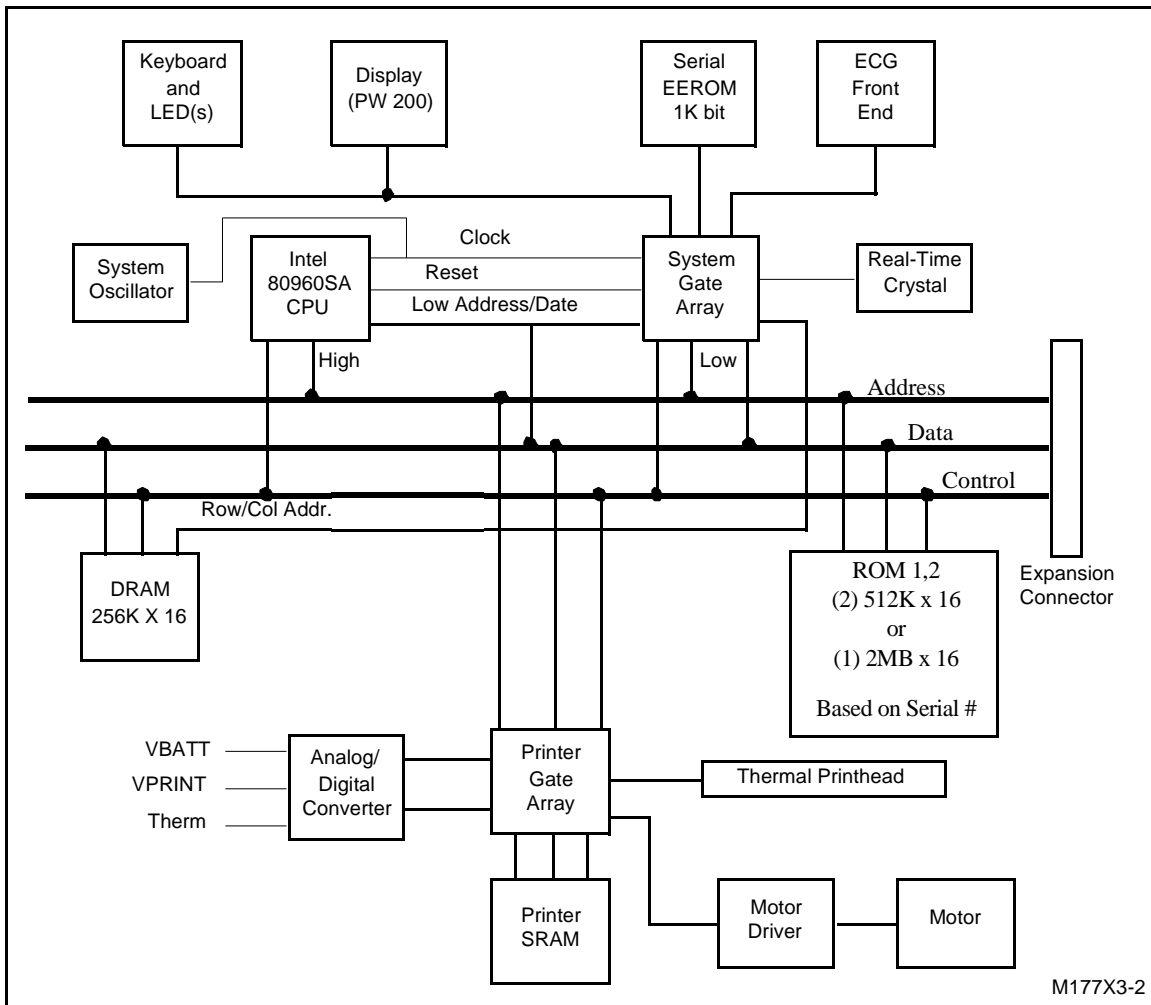 Keyboard
and
LED(s)
Display
(PW 200)
Serial
EEROM
1K bit
ECG
Front
End
System
Oscillator
Intel
80960SA
CPU
Clock
Reset
Low Address/Date
System
Gate
Array
Real-Time
Crystal
High
Low
Address
Data
Control
Row/Col Addr.
DRAM
256K X 16
ROM 1,2
(2) 512K x 16
or
(1) 2MB x 16
Based on Serial #
Expansion
Connector
VBATT
VPRINT
Therm
Analog/
Digital
Converter
Printer
Gate
Array
Thermal Printhead
Printer
SRAM
Motor
Driver
Motor
M177X3-2